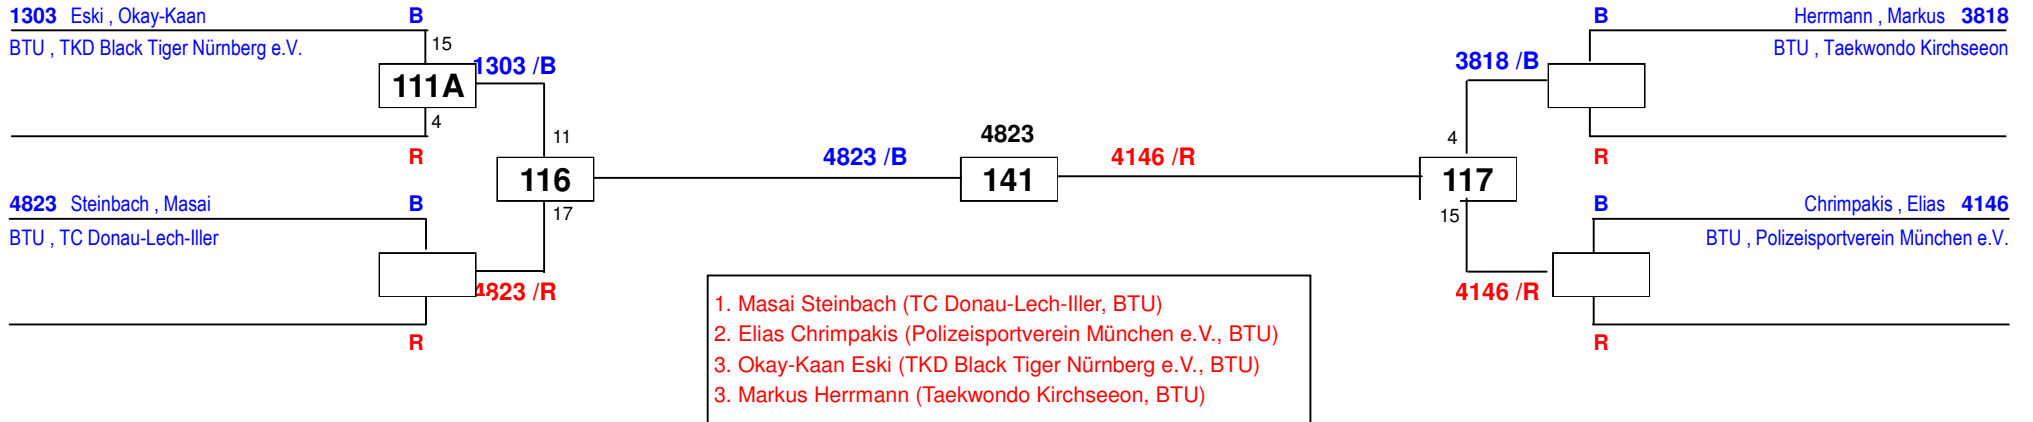 1303 Eski , Okay-Kaan B
BTU , TKD Black Tiger Nürnberg e.V.
15
1303 /B
111A
4
R
11
116
17
4823 Steinbach , Masai B
BTU , TC Donau-Lech-Iller
4823 /R
R
4823 /B
4823
141
4146 /R
B Herrmann , Markus 3818
BTU , Taekwondo Kirchseeon
3818 /B
R
4
117
15
B Chrimpakis , Elias 4146
BTU , Polizeisportverein München e.V.
4146 /R
R
1. Masai Steinbach (TC Donau-Lech-Iller, BTU)
2. Elias Chrimpakis (Polizeisportverein München e.V., BTU)
3. Okay-Kaan Eski (TKD Black Tiger Nürnberg e.V., BTU)
3. Markus Herrmann (Taekwondo Kirchseeon, BTU)